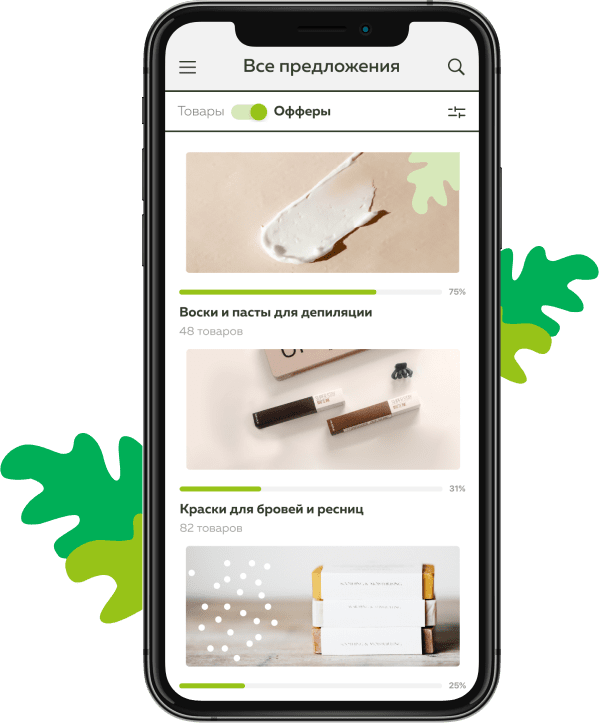 Все предложения
Товары Офферы
75%
Воски и пасты для депиляции
48 товаров
31%
Краски для бровей и ресниц
82 товаров
25%